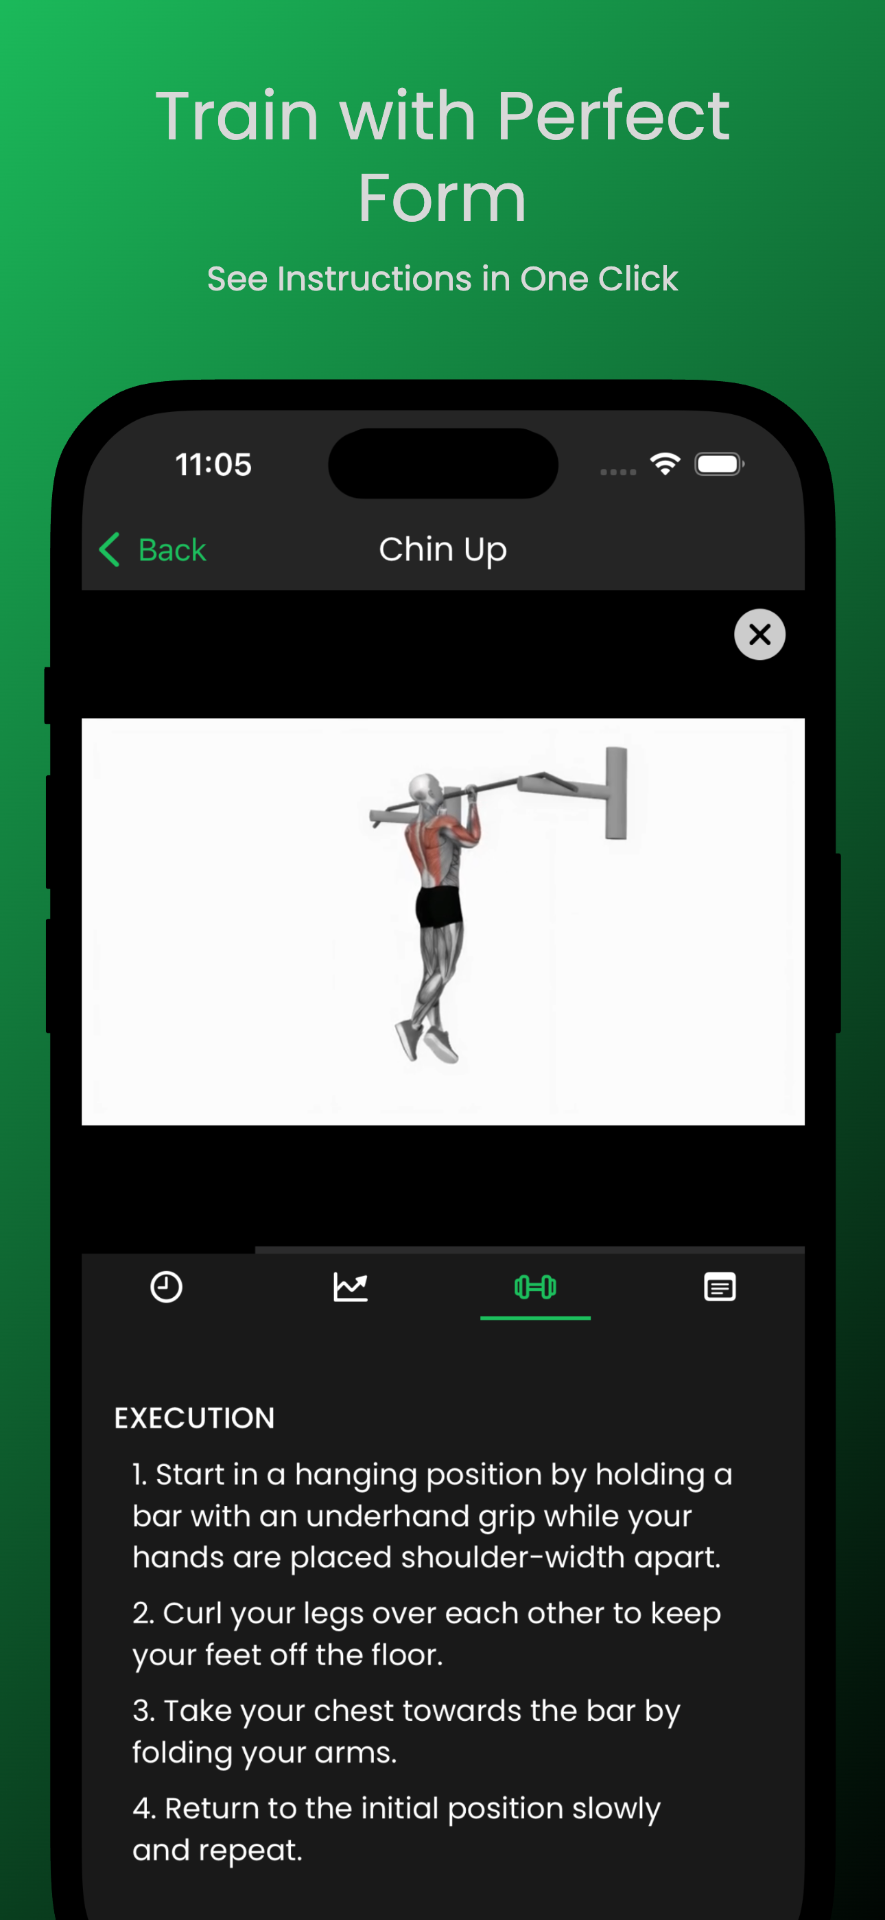 Train with Perfect
Form
See Instructions in One Click
11:05
Back
Chin Up
EXECUTION
1. Start in a hanging position by holding a
bar with an underhand grip while your
hands are placed shoulder-width apart.
2. Curl your legs over each other to keep
your feet off the floor.
3. Take your chest towards the bar by
folding your arms.
4. Return to the initial position slowly
and repeat.